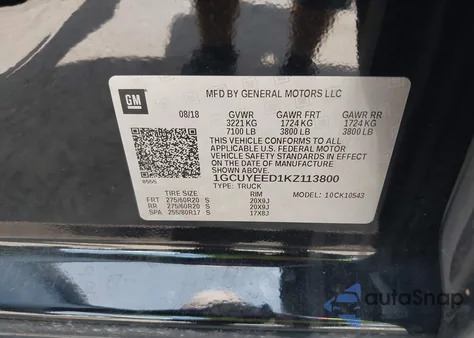 MFD BY GENERAL MOTORS LLC
GM
08/18 GVWR GAWR FRT GAWR RR
3221 KG 1724 KG 1724 KG
7100 LB 3800 LB 3800 LB
THIS VEHICLE CONFORMS TO ALL
APPLICABLE U.S. FEDERAL MOTOR
VEHICLE SAFETY AND THEFT
PREVENTION STANDARDS IN EFFECT ON
THE DATE OF MANUFACTURE
SHOWN ABOVE.
1GCUYEED1KZ113800
TYPE: TRUCK MODEL: 10CK10543
TIRE SIZE RIM
FRT 275/60R20 S 20X9J
RR 275/60R20 S 20X9J
SPA 255/80R17 S 17X8J
autoSnap